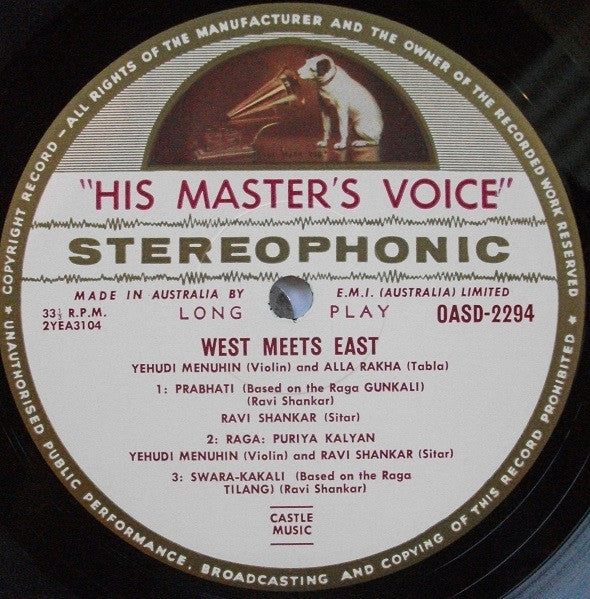 COPYRIGHT RECORD – ALL RIGHTS OF THE MANUFACTURER AND THE OWNER OF THE RECORDED WORK RESERVED
★ UNAUTHORISED PUBLIC PERFORMANCE, BROADCASTING AND COPYING OF THIS RECORD PROHIBITED ★
"HIS MASTER'S VOICE"
STEREOPHONIC
MADE IN AUSTRALIA BY E.M.I. (AUSTRALIA) LIMITED
33⅓ R.P.M. LONG PLAY OASD-2294
2YEA3104
WEST MEETS EAST
YEHUDI MENUHIN (Violin) and ALLA RAKHA (Tabla)
1: PRABHATI (Based on the Raga GUNKALI)
(Ravi Shankar)
RAVI SHANKAR (Sitar)
2: RAGA: PURIYA KALYAN
YEHUDI MENUHIN (Violin) and RAVI SHANKAR (Sitar)
3: SWARA-KAKALI (Based on the Raga
TILANG) (Ravi Shankar)
CASTLE
MUSIC